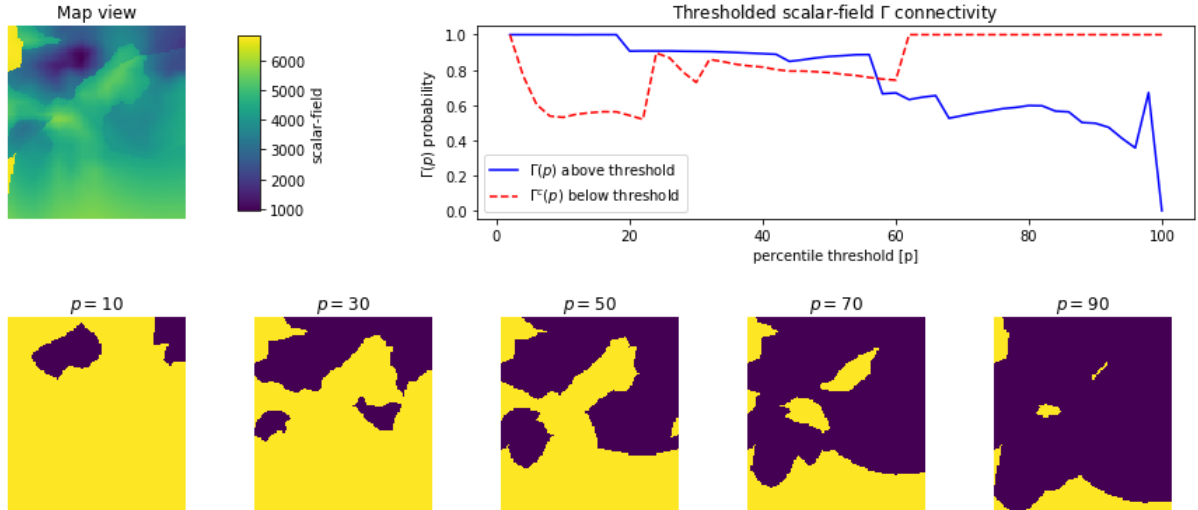 Map view
6000
5000
4000
3000
2000
1000
scalar-field
Thresholded scalar-field Γ connectivity
1.0
0.8
0.6
0.4
0.2
0.0
Γ(p) probability
Γ(p) above threshold
Γᶜ(p) below threshold
0 20 40 60 80 100
percentile threshold [p]
p = 10
p = 30
p = 50
p = 70
p = 90